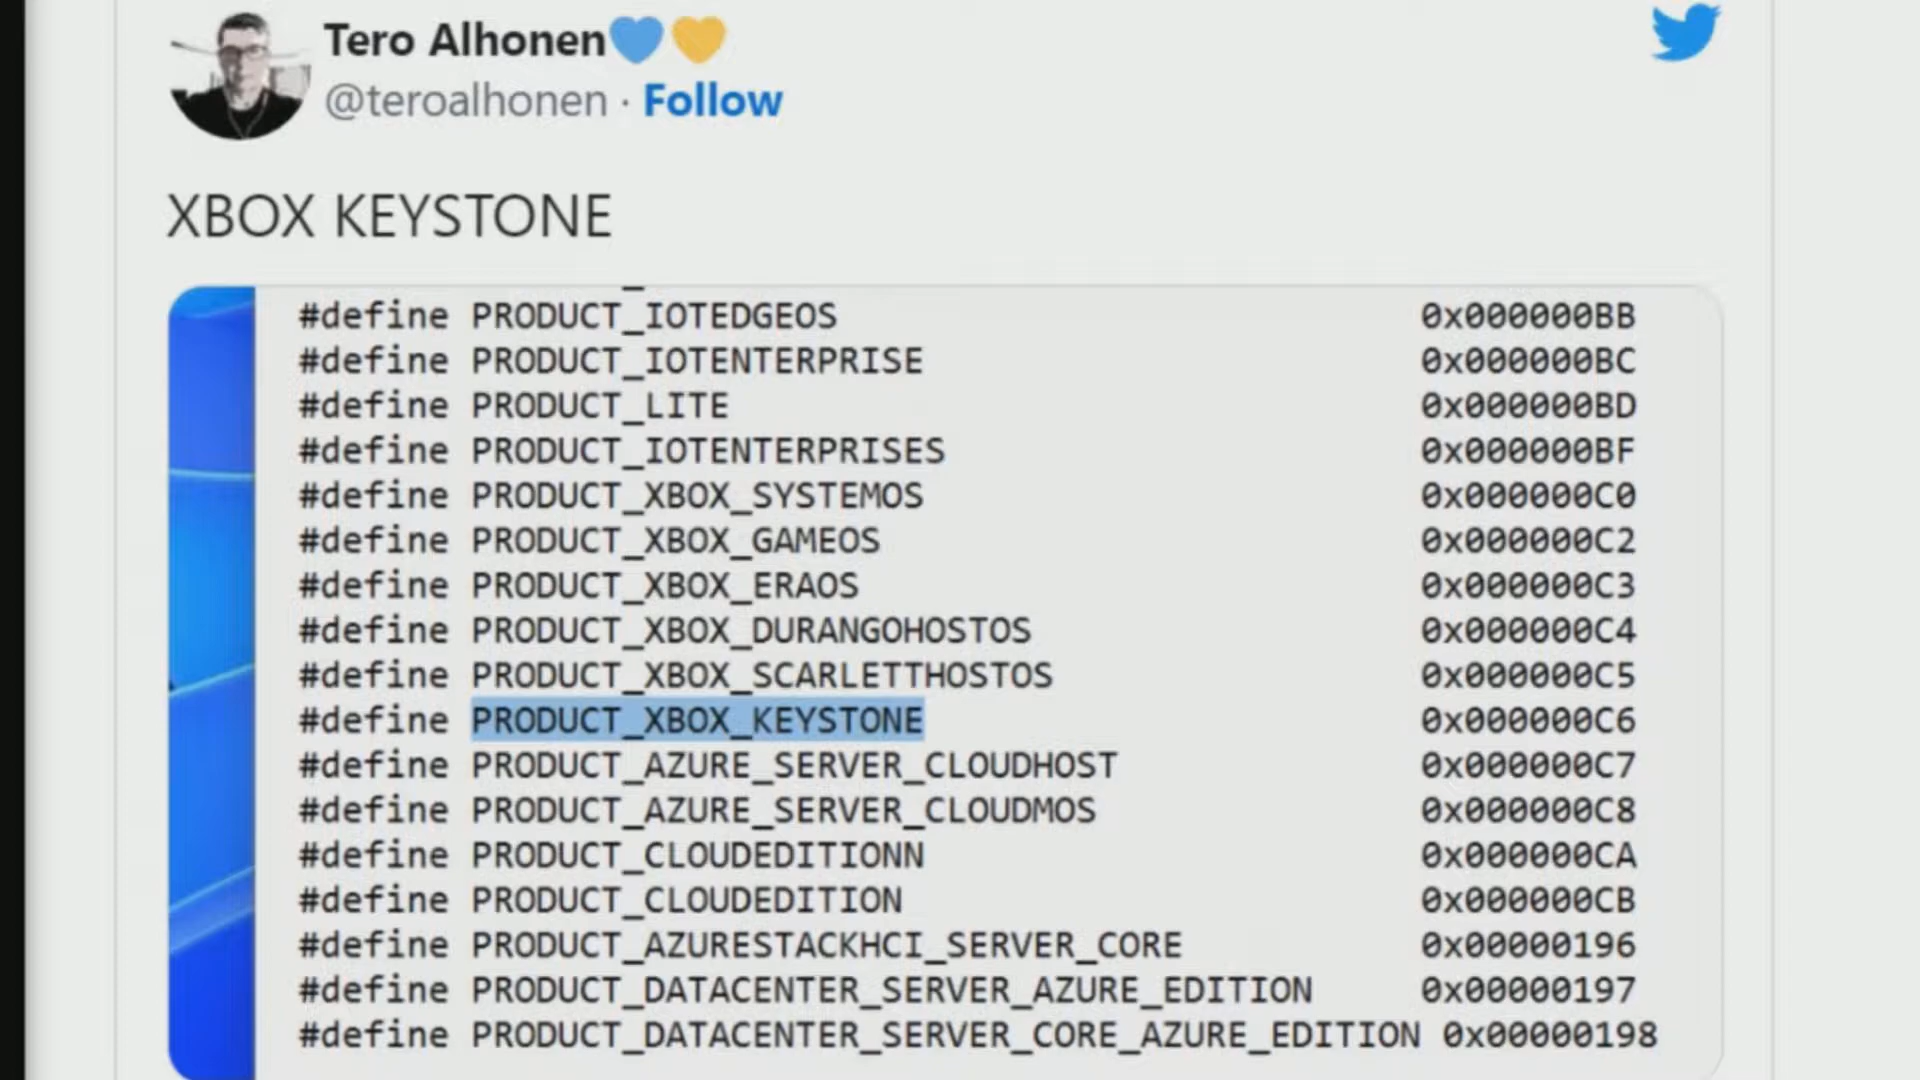 Tero Alhonen💙💛
@teroalhonen · Follow
XBOX KEYSTONE
#define PRODUCT_IOTEDGEOS 0x000000BB
#define PRODUCT_IOTENTERPRISE 0x000000BC
#define PRODUCT_LITE 0x000000BD
#define PRODUCT_IOTENTERPRISES 0x000000BF
#define PRODUCT_XBOX_SYSTEMOS 0x000000C0
#define PRODUCT_XBOX_GAMEOS 0x000000C2
#define PRODUCT_XBOX_ERAOS 0x000000C3
#define PRODUCT_XBOX_DURANGOHOSTOS 0x000000C4
#define PRODUCT_XBOX_SCARLETTHOSTOS 0x000000C5
#define PRODUCT_XBOX_KEYSTONE 0x000000C6
#define PRODUCT_AZURE_SERVER_CLOUDHOST 0x000000C7
#define PRODUCT_AZURE_SERVER_CLOUDMOS 0x000000C8
#define PRODUCT_CLOUDEDITIONN 0x000000CA
#define PRODUCT_CLOUDEDITION 0x000000CB
#define PRODUCT_AZURESTACKHCI_SERVER_CORE 0x00000196
#define PRODUCT_DATACENTER_SERVER_AZURE_EDITION 0x00000197
#define PRODUCT_DATACENTER_SERVER_CORE_AZURE_EDITION 0x00000198